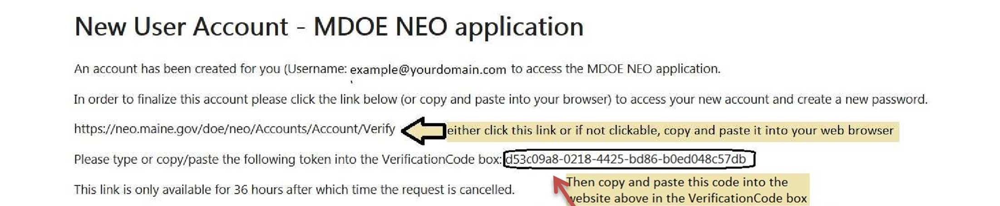 New User Account - MDOE NEO application
An account has been created for you (Username: example@yourdomain.com to access the MDOE NEO application.
In order to finalize this account please click the link below (or copy and paste into your browser) to access your new account and create a new password.
https://neo.maine.gov/doe/neo/Accounts/Account/Verify either click this link or if not clickable, copy and paste it into your web browser
Please type or copy/paste the following token into the VerificationCode box: d53c09a8-0218-4425-bd86-b0ed048c57db
This link is only available for 36 hours after which time the request is cancelled.
Then copy and paste this code into the
website above in the VerificationCode box